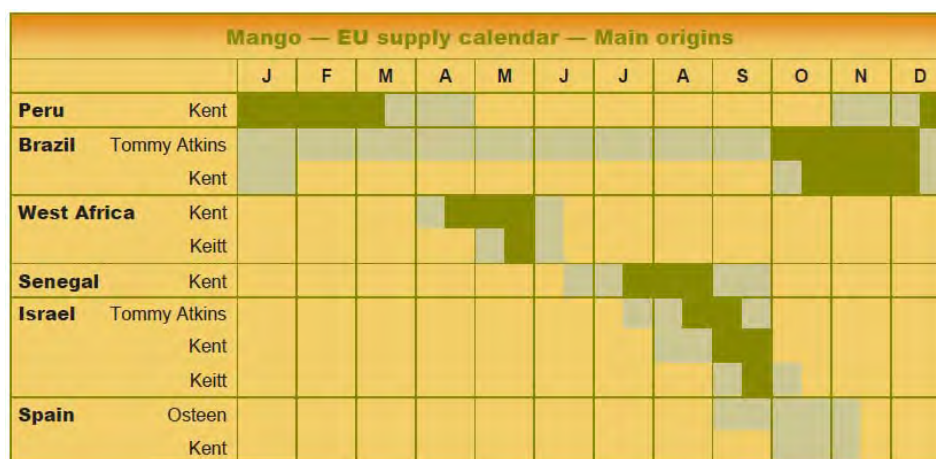 Mango — EU supply calendar — Main origins
J F M A M J J A S O N D
Peru Kent
Brazil Tommy Atkins
Kent
West Africa Kent
Keitt
Senegal Kent
Israel Tommy Atkins
Kent
Keitt
Spain Osteen
Kent